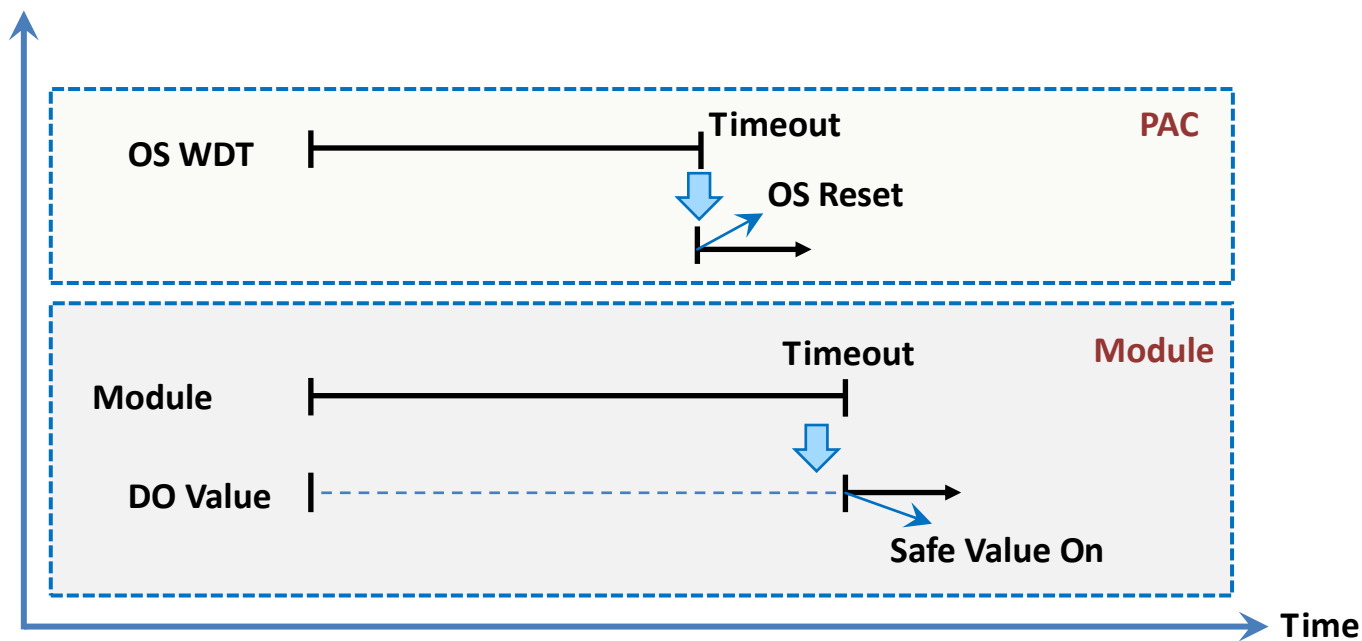 PAC
Timeout
OS WDT
OS Reset
Module
Timeout
Module
DO Value
Safe Value On
Time